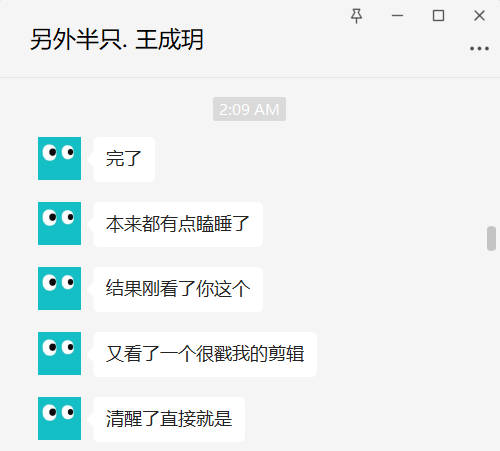 另外半只. 王成玥
2:09 AM
完了
本来都有点瞌睡了
结果刚看了你这个
又看了一个很戳我的剪辑
清醒了直接就是